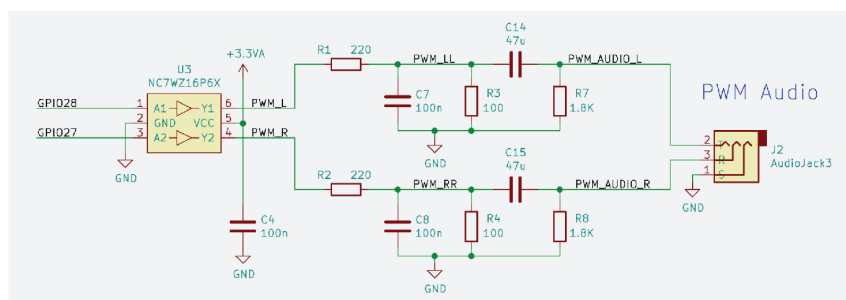 C14
47u
+3.3VA
R1 220
PWM_LL
PWM_AUDIO_L
U3
NC7WZ16P6X
GPIO28
1 A1 Y1 6
PWM_L
C7
100n
R3
100
R7
1.8K
PWM Audio
2 GND VCC 5
GPIO27
3 A2 Y2 4
PWM_R
GND
GND
C15
47u
2 T
3 R
1 S
J2
AudioJack3
R2 220
PWM_RR
PWM_AUDIO_R
GND
C4
100n
C8
100n
R4
100
R8
1.8K
GND
GND